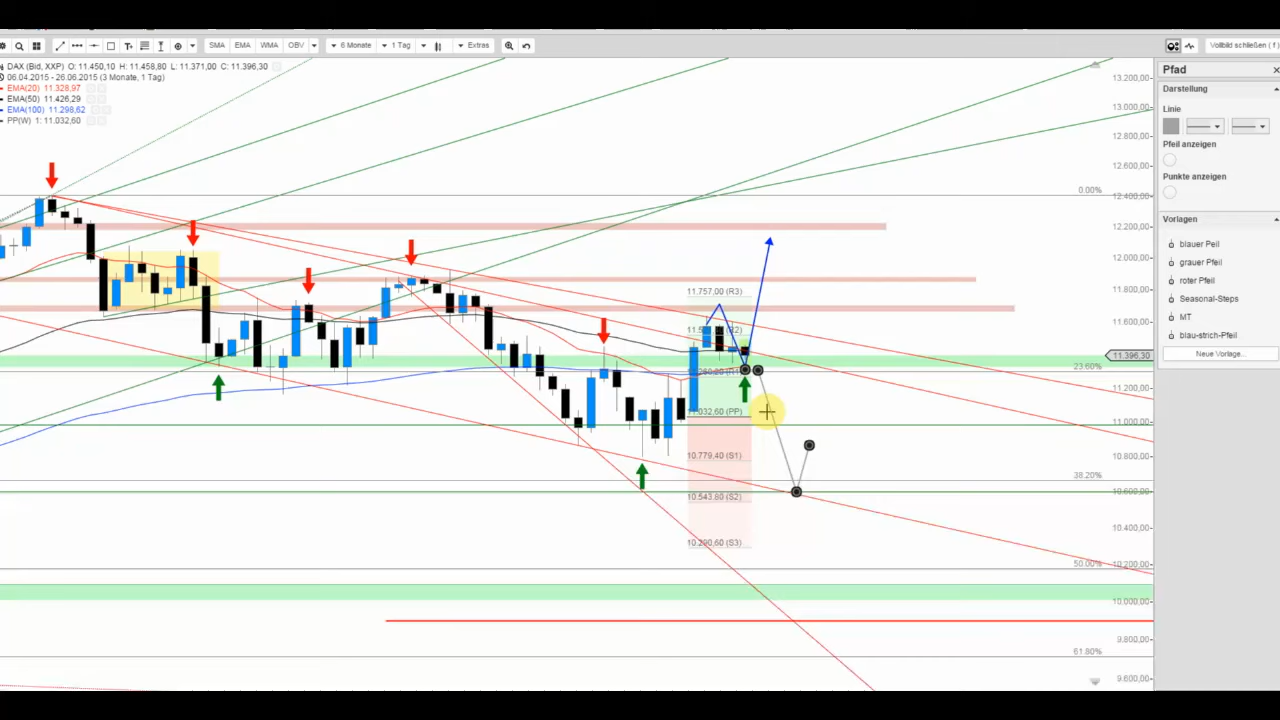 SMA EMA WMA OBV 6 Monate 1 Tag Extras Vollbild schließen ( f )
DAX (Bid, XXP) O: 11.450,10 H: 11.458,80 L: 11.371,00 C: 11.396,30
06.04.2015 - 26.06.2015 (3 Monate, 1 Tag)
EMA(20) 11.328,97
EMA(50) 11.426,29
EMA(100) 11.298,62
PP(W) 1: 11.032,60
13.200,00
13.000,00
12.800,00
12.600,00
0.00%
12.400,00
12.200,00
12.000,00
11.800,00
11.757,00 (R3)
11.600,00
11.396,30
23.60%
11.200,00
11.032,60 (PP)
11.000,00
10.779,40 (S1)
10.800,00
38.20%
10.543,80 (S2)
10.600,00
10.400,00
10.290,60 (S3)
10.200,00
50.00%
10.000,00
9.800,00
61.80%
9.600,00
Pfad
Darstellung
Linie
Pfeil anzeigen
Punkte anzeigen
Vorlagen
blauer Peil
grauer Pfeil
roter Pfeil
Seasonal-Steps
MT
blau-strich-Pfeil
Neue Vorlage...